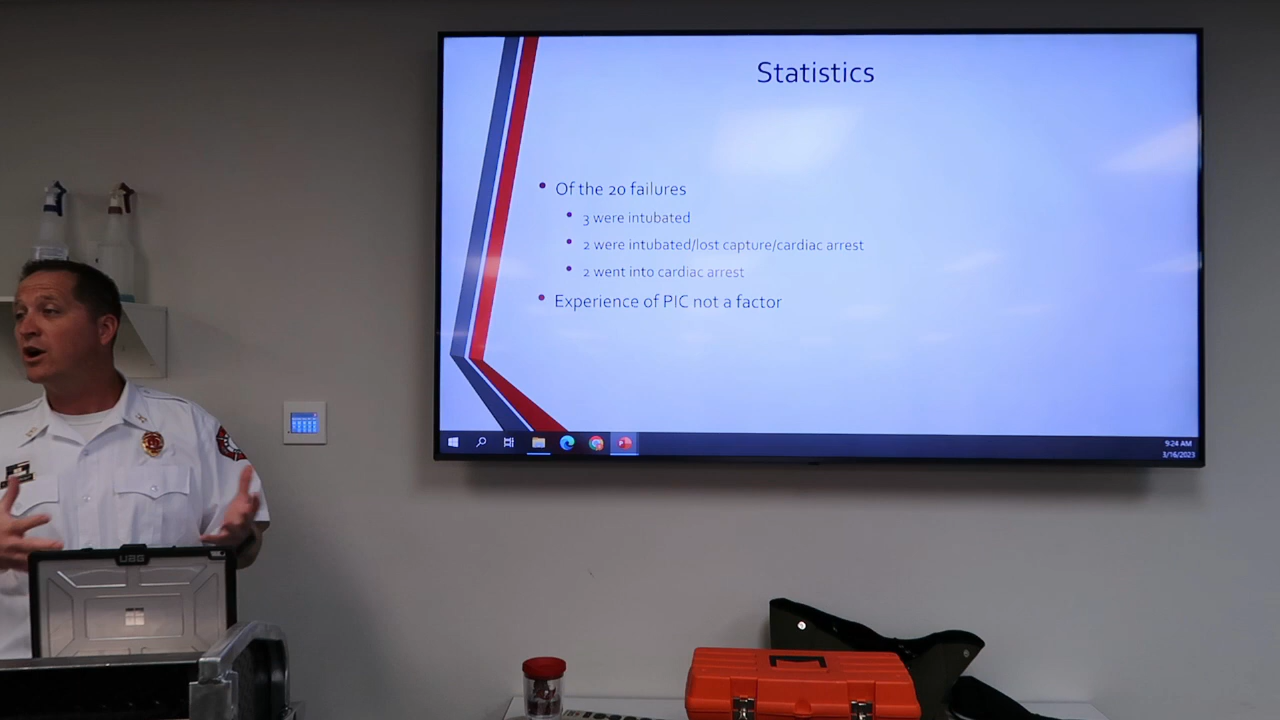 Statistics
Of the 20 failures
3 were intubated
2 were intubated/lost capture/cardiac arrest
2 went into cardiac arrest
Experience of PIC not a factor
9:24 AM
3/16/2023
UAG